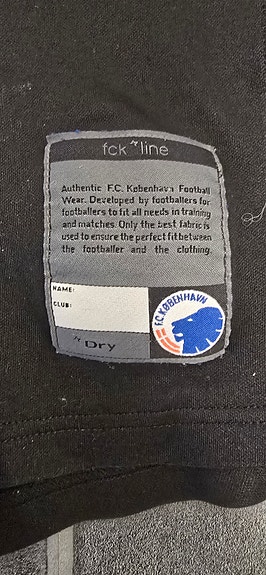 fck line
Authentic F.C. København Football
Wear. Developed by footballers for
footballers to fit all needs in training
and matches. Only the best fabric is
used to ensure the perfect fit between
the footballer and the clothing.
NAME:
CLUB:
F.C. KØBENHAVN
Dry